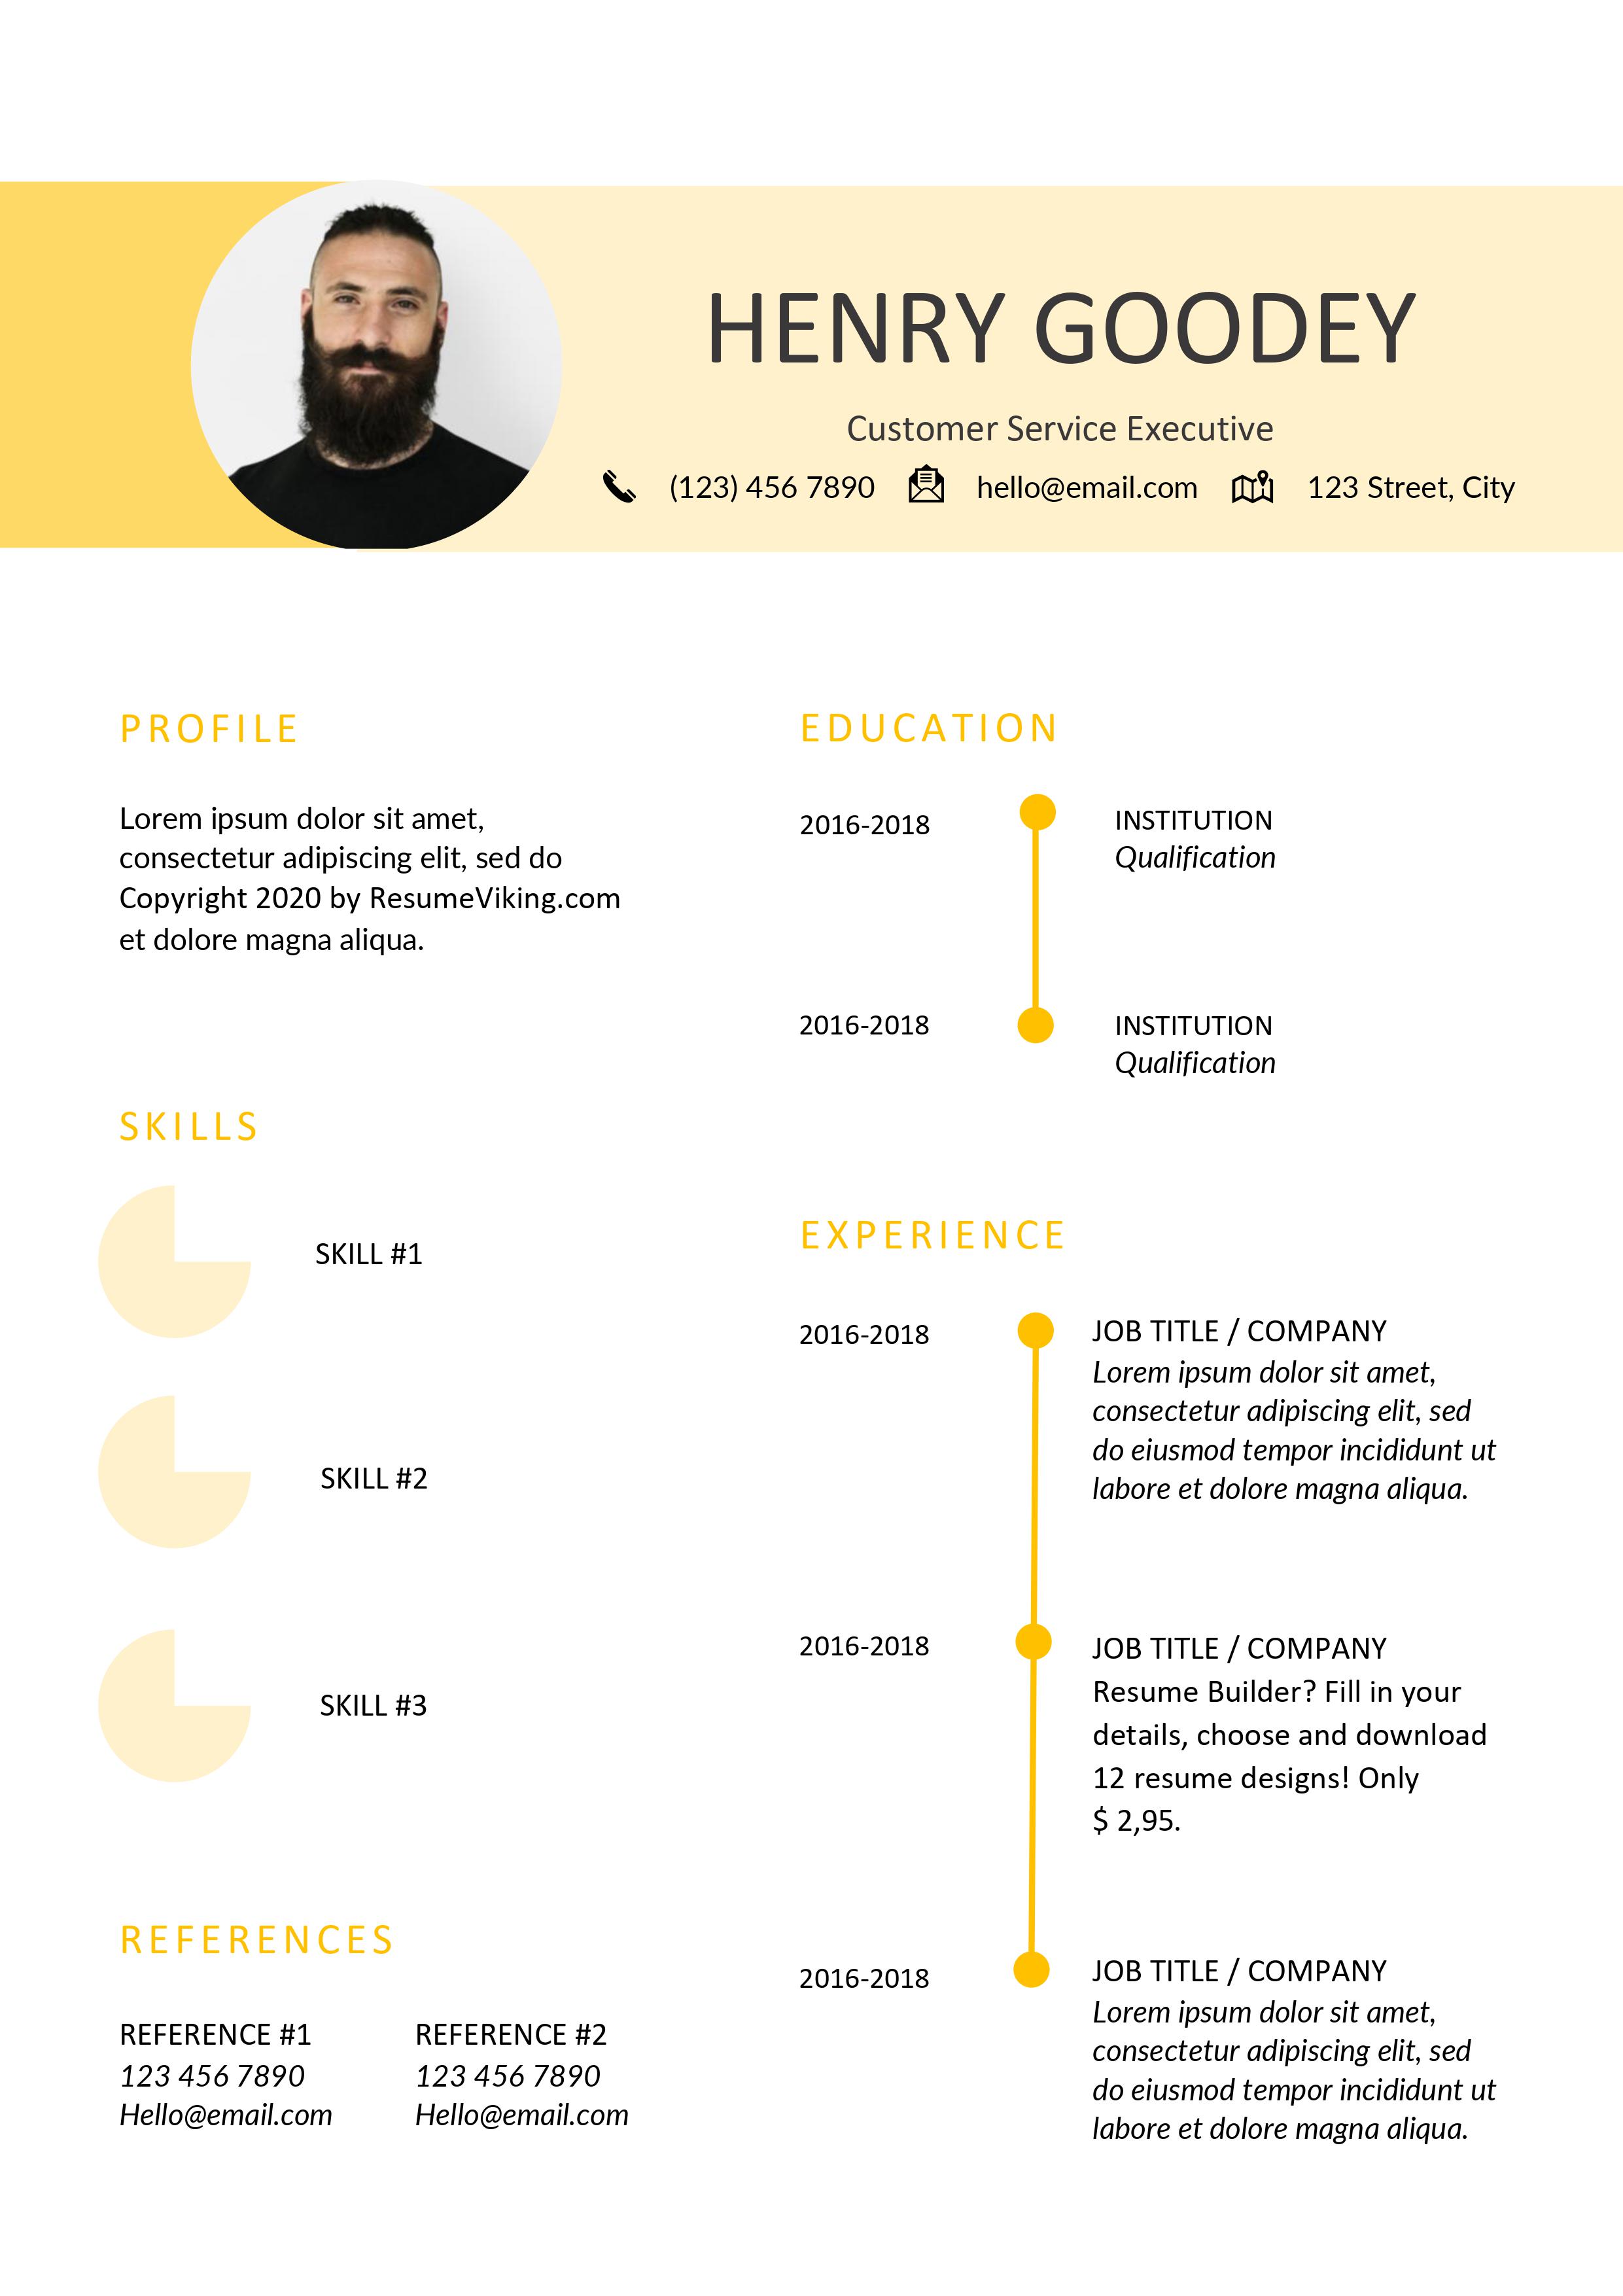 HENRY GOODEY
Customer Service Executive
(123) 456 7890 hello@email.com 123 Street, City
PROFILE
Lorem ipsum dolor sit amet,
consectetur adipiscing elit, sed do
Copyright 2020 by ResumeViking.com
et dolore magna aliqua.
SKILLS
SKILL #1
SKILL #2
SKILL #3
REFERENCES
REFERENCE #1
123 456 7890
Hello@email.com
REFERENCE #2
123 456 7890
Hello@email.com
EDUCATION
2016-2018
INSTITUTION
Qualification
2016-2018
INSTITUTION
Qualification
EXPERIENCE
2016-2018
JOB TITLE / COMPANY
Lorem ipsum dolor sit amet,
consectetur adipiscing elit, sed
do eiusmod tempor incididunt ut
labore et dolore magna aliqua.
2016-2018
JOB TITLE / COMPANY
Resume Builder? Fill in your
details, choose and download
12 resume designs! Only
$ 2,95.
2016-2018
JOB TITLE / COMPANY
Lorem ipsum dolor sit amet,
consectetur adipiscing elit, sed
do eiusmod tempor incididunt ut
labore et dolore magna aliqua.